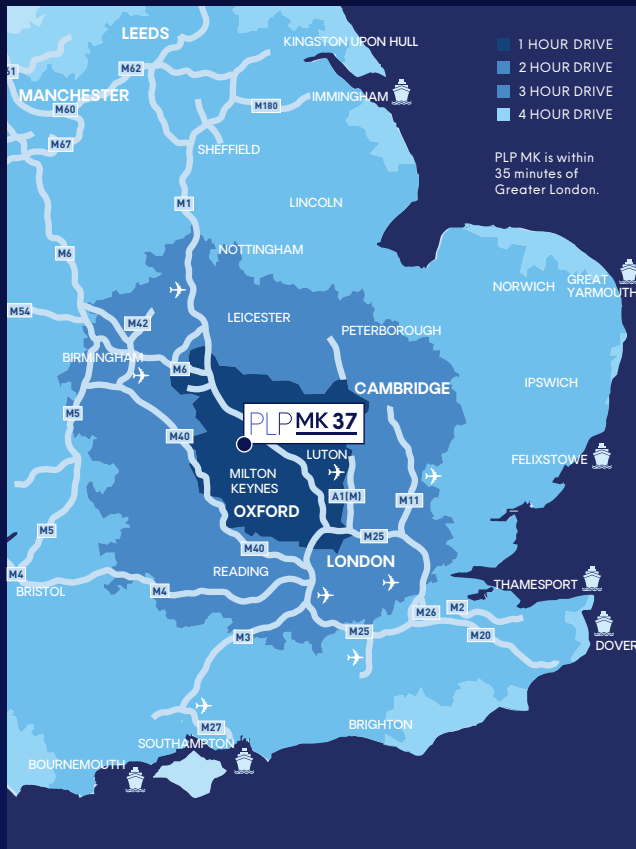 LEEDS
KINGSTON UPON HULL
1 HOUR DRIVE
2 HOUR DRIVE
3 HOUR DRIVE
4 HOUR DRIVE
M62
61
MANCHESTER
IMMINGHAM
M60
M180
M67
SHEFFIELD
PLP MK is within
35 minutes of
Greater London.
M1
LINCOLN
M6
NOTTINGHAM
NORWICH
GREAT
YARMOUTH
M54
M42
LEICESTER
PETERBOROUGH
BIRMINGHAM
M6
CAMBRIDGE
IPSWICH
M5
PLP MK 37
M40
LUTON
FELIXSTOWE
MILTON
KEYNES
A1(M)
M11
OXFORD
M5
M25
M40
LONDON
M4
READING
THAMESPORT
BRISTOL
M4
M26
M2
M3
M25
M20
DOVER
M27
BRIGHTON
SOUTHAMPTON
BOURNEMOUTH